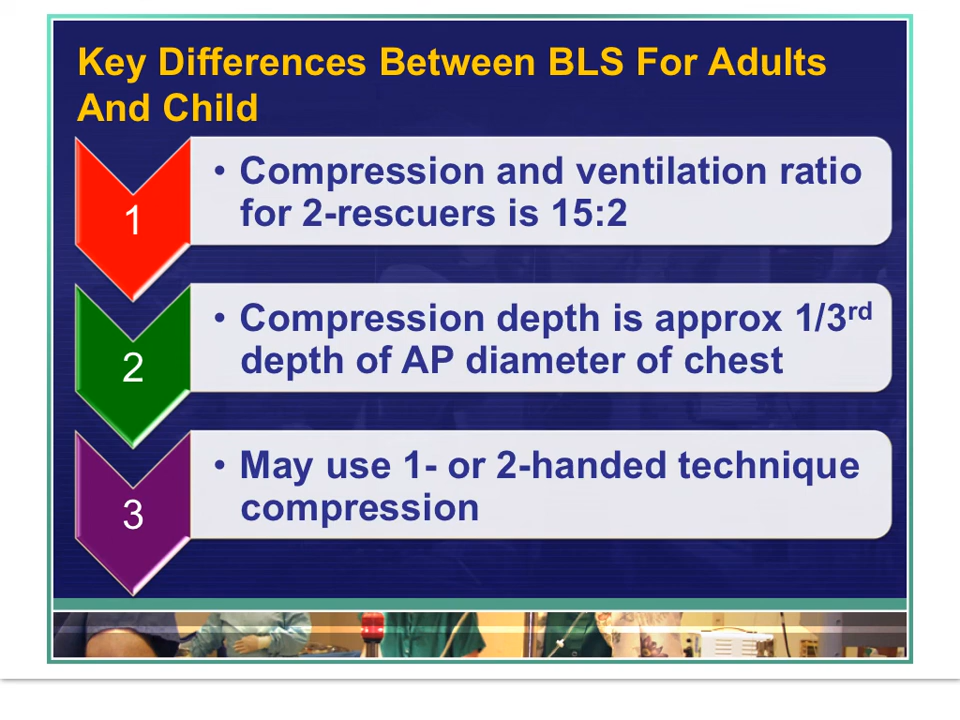 Key Differences Between BLS For Adults
And Child
1
• Compression and ventilation ratio
for 2-rescuers is 15:2
2
• Compression depth is approx 1/3rd
depth of AP diameter of chest
3
• May use 1- or 2-handed technique
compression